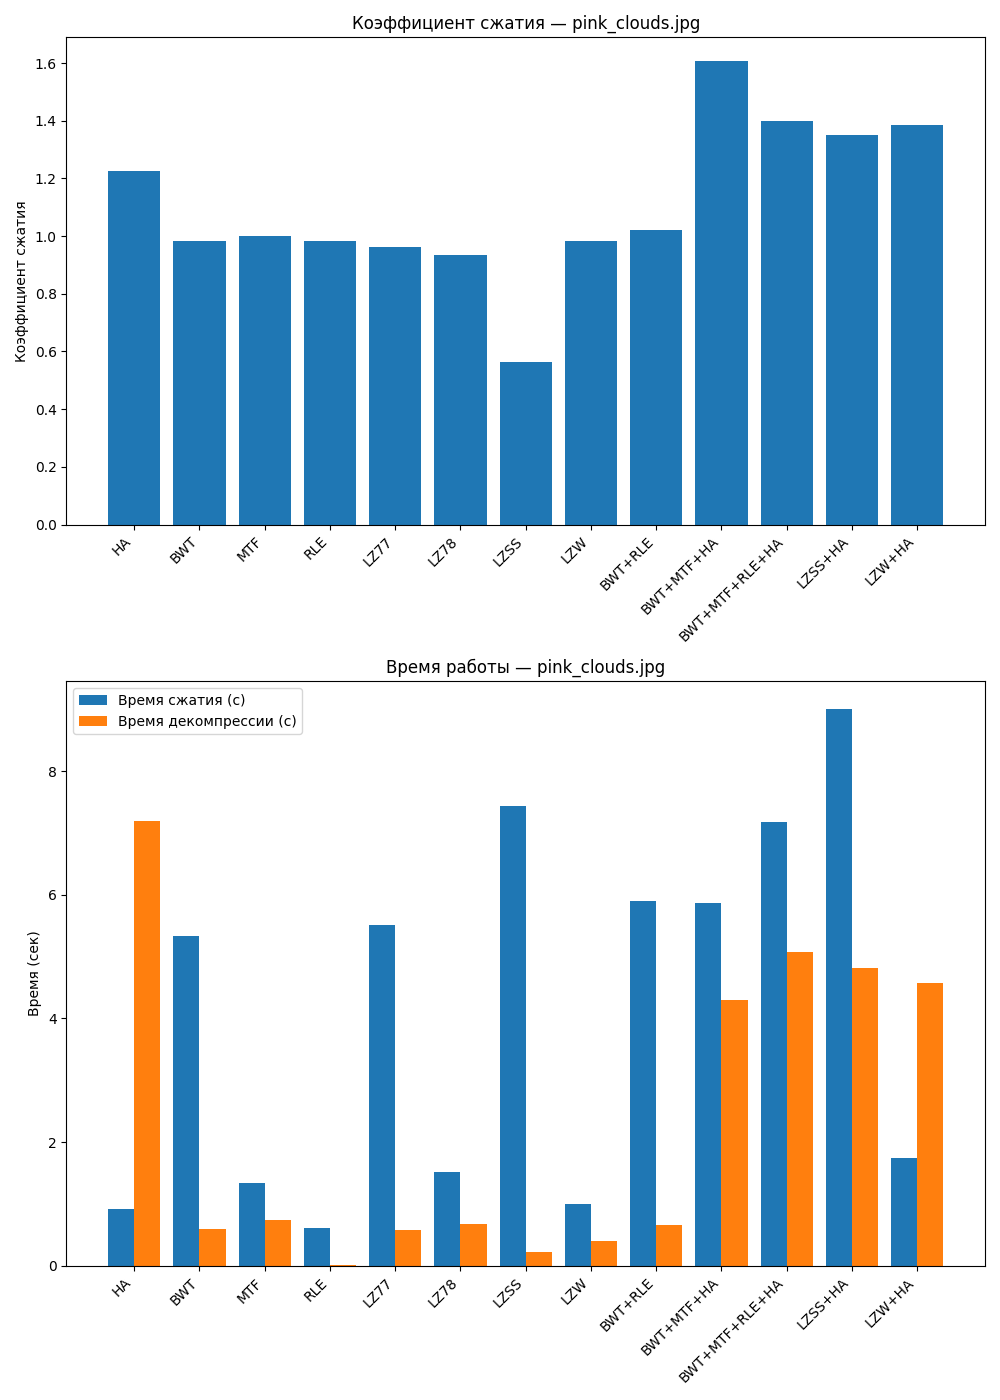 Коэффициент сжатия — pink_clouds.jpg
Коэффициент сжатия
1.6
1.4
1.2
1.0
0.8
0.6
0.4
0.2
0.0
HA
BWT
MTF
RLE
LZ77
LZ78
LZSS
LZW
BWT+RLE
BWT+MTF+HA
BWT+MTF+RLE+HA
LZSS+HA
LZW+HA
Время работы — pink_clouds.jpg
Время сжатия (с)
Время декомпрессии (с)
Время (сек)
8
6
4
2
0
HA
BWT
MTF
RLE
LZ77
LZ78
LZSS
LZW
BWT+RLE
BWT+MTF+HA
BWT+MTF+RLE+HA
LZSS+HA
LZW+HA